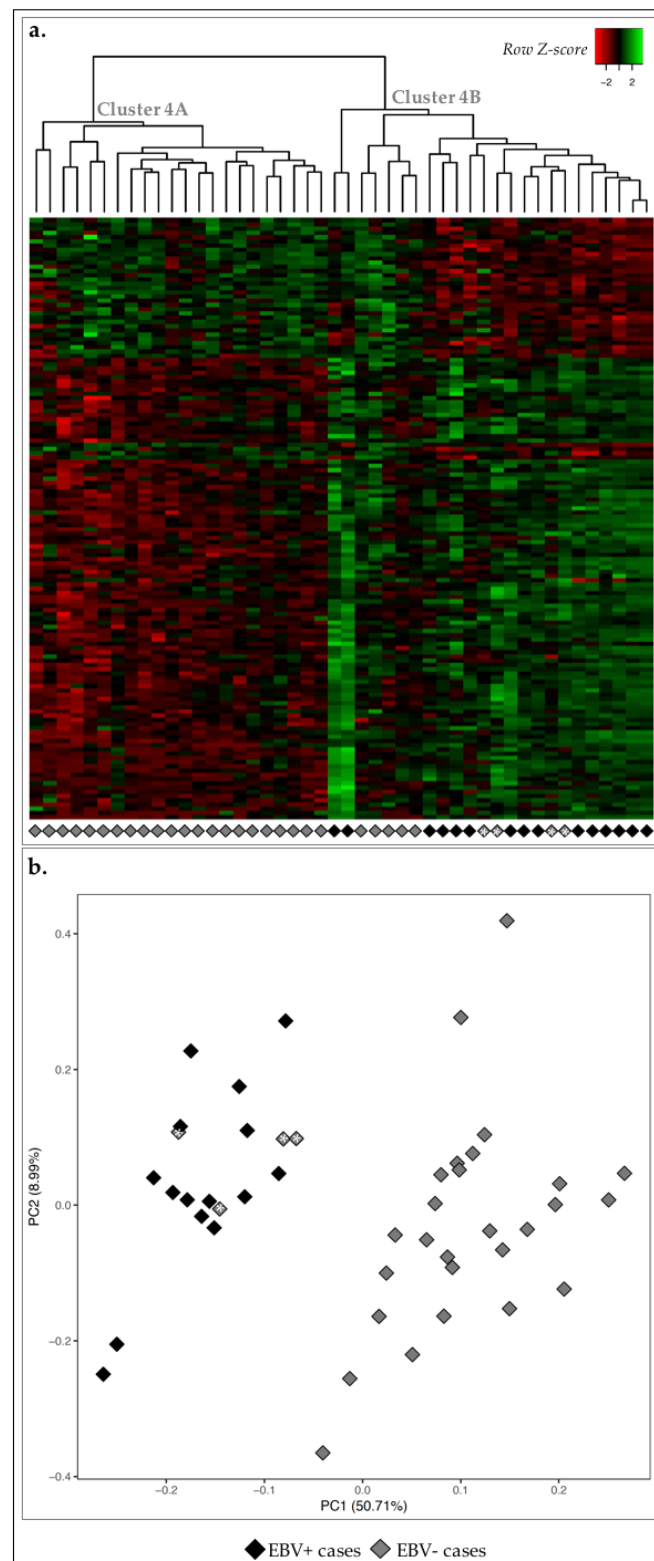 a.
Row Z-score
-2 2
Cluster 4A
Cluster 4B
b.
PC2 (8.99%)
0.4
0.2
0.0
−0.2
−0.4
−0.2 −0.1 0.0 0.1 0.2
PC1 (50.71%)
EBV+ cases EBV- cases